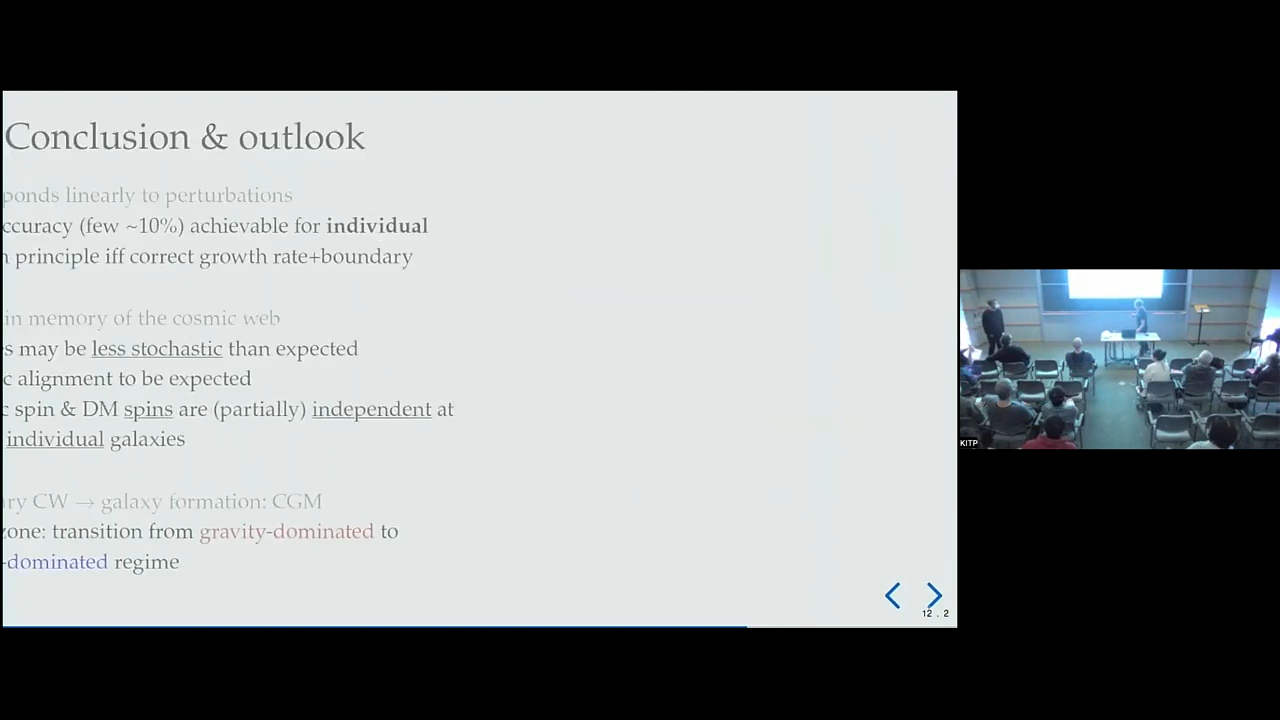 Conclusion & outlook
ponds linearly to perturbations
ccuracy (few ~10%) achievable for individual
n principle iff correct growth rate+boundary
in memory of the cosmic web
s may be less stochastic than expected
c alignment to be expected
c spin & DM spins are (partially) independent at
individual galaxies
ry CW → galaxy formation: CGM
zone: transition from gravity-dominated to
-dominated regime
12 . 2
KITP